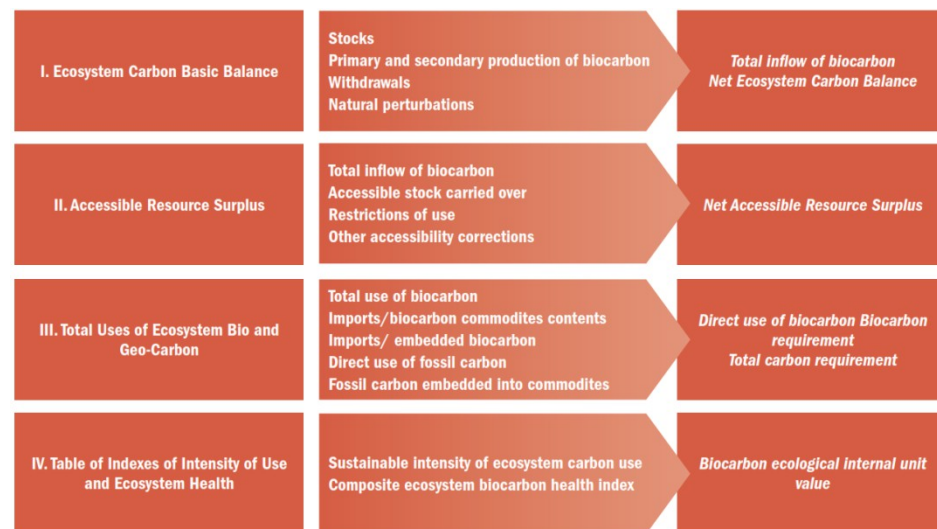 I. Ecosystem Carbon Basic Balance
Stocks
Primary and secondary production of biocarbon
Withdrawals
Natural perturbations
Total inflow of biocarbon
Net Ecosystem Carbon Balance
II. Accessible Resource Surplus
Total inflow of biocarbon
Accessible stock carried over
Restrictions of use
Other accessibility corrections
Net Accessible Resource Surplus
III. Total Uses of Ecosystem Bio and
Geo-Carbon
Total use of biocarbon
Imports/biocarbon commodites contents
Imports/ embedded biocarbon
Direct use of fossil carbon
Fossil carbon embedded into commodites
Direct use of biocarbon Biocarbon
requirement
Total carbon requirement
IV. Table of Indexes of Intensity of Use
and Ecosystem Health
Sustainable intensity of ecosystem carbon use
Composite ecosystem biocarbon health index
Biocarbon ecological internal unit
value